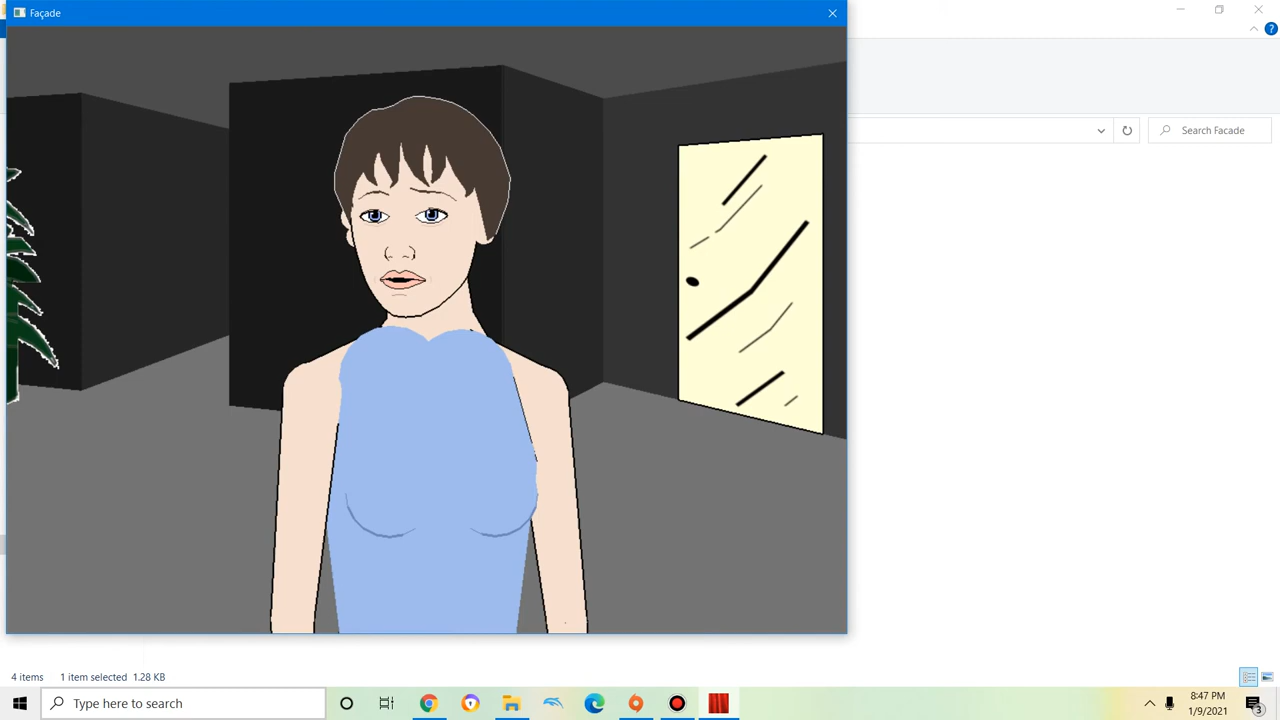 Façade
Search Facade
4 items 1 item selected 1.28 KB
Type here to search
8:47 PM
1/9/2021
3